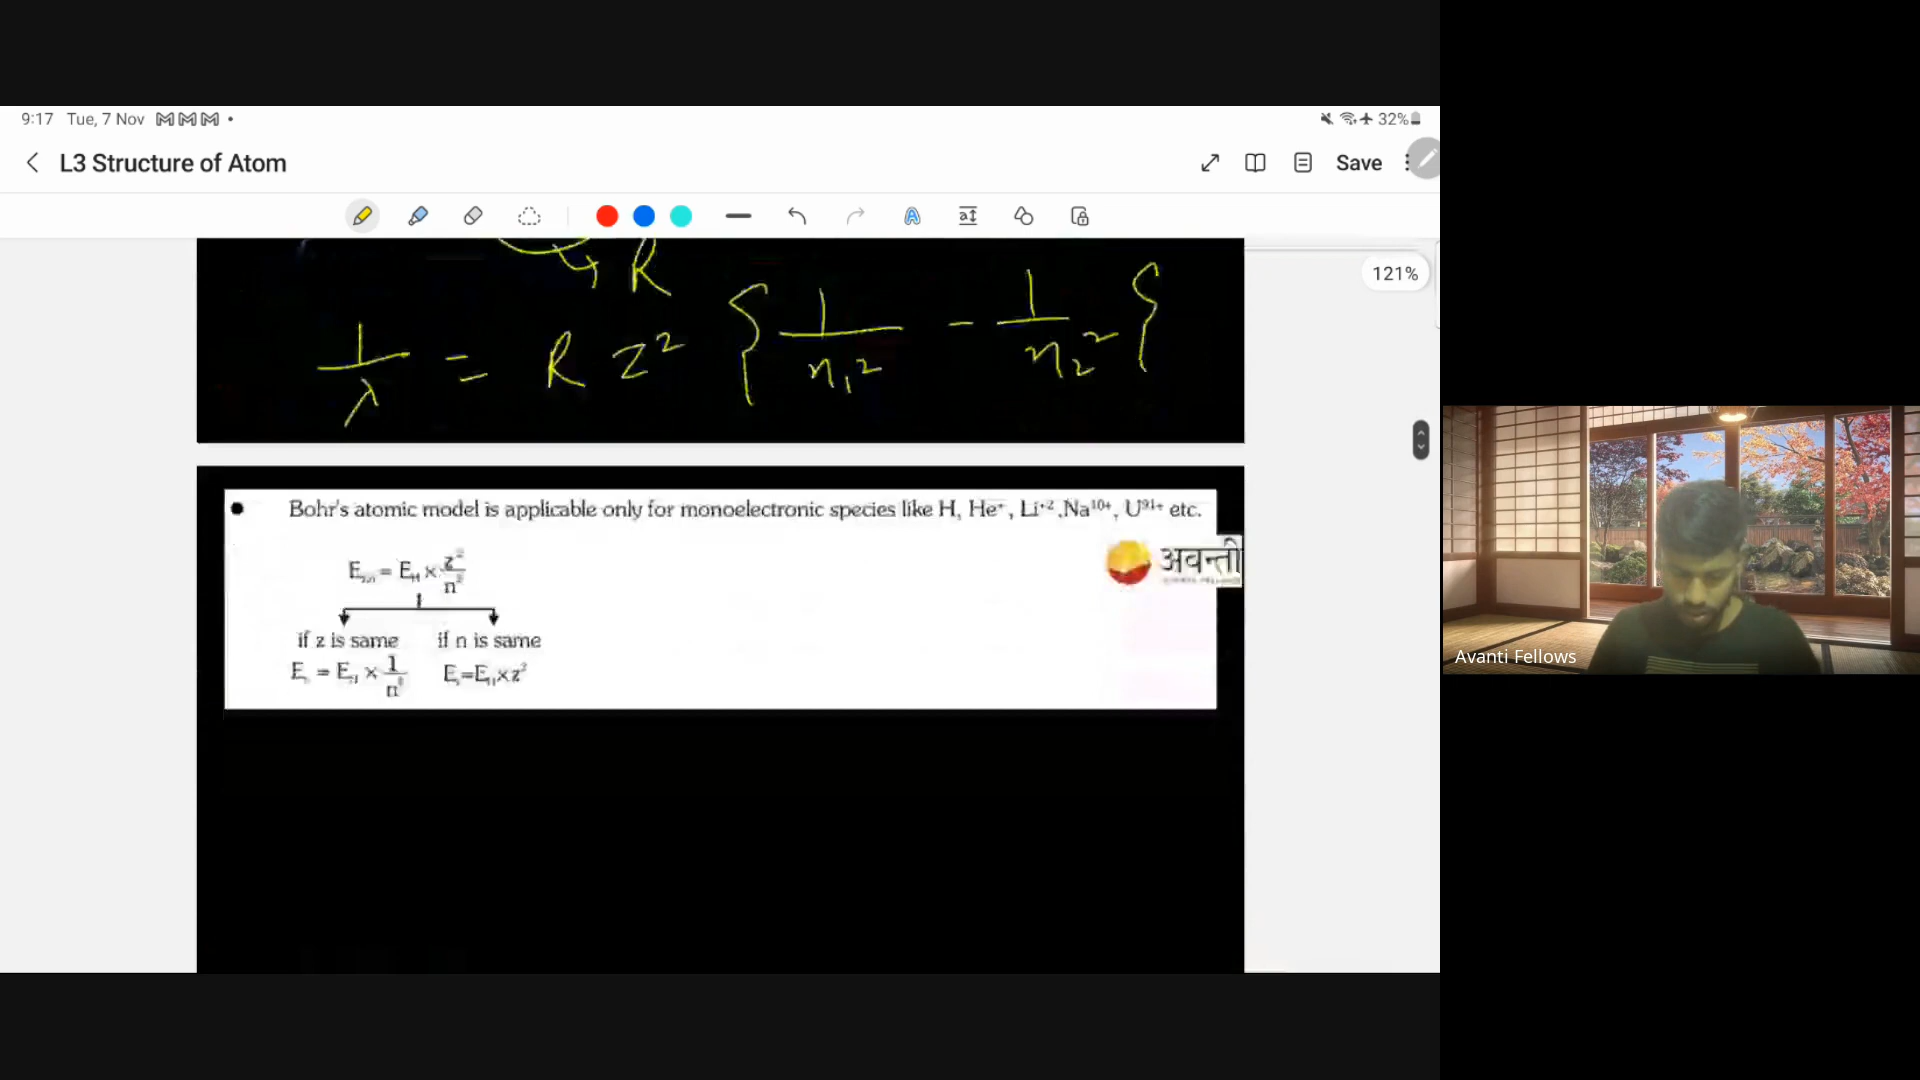 9:17 Tue, 7 Nov
32%
L3 Structure of Atom
Save
121%
R
1/λ = R Z² { 1/n₁² - 1/n₂² }
● Bohr's atomic model is applicable only for monoelectronic species like H, He⁺, Li⁺², Na¹⁰⁺, U⁹¹⁺ etc.
अवन्ती
E = E_H × z²/n²
if z is same if n is same
E = E × 1/n² E = E_H × z²
Avanti Fellows